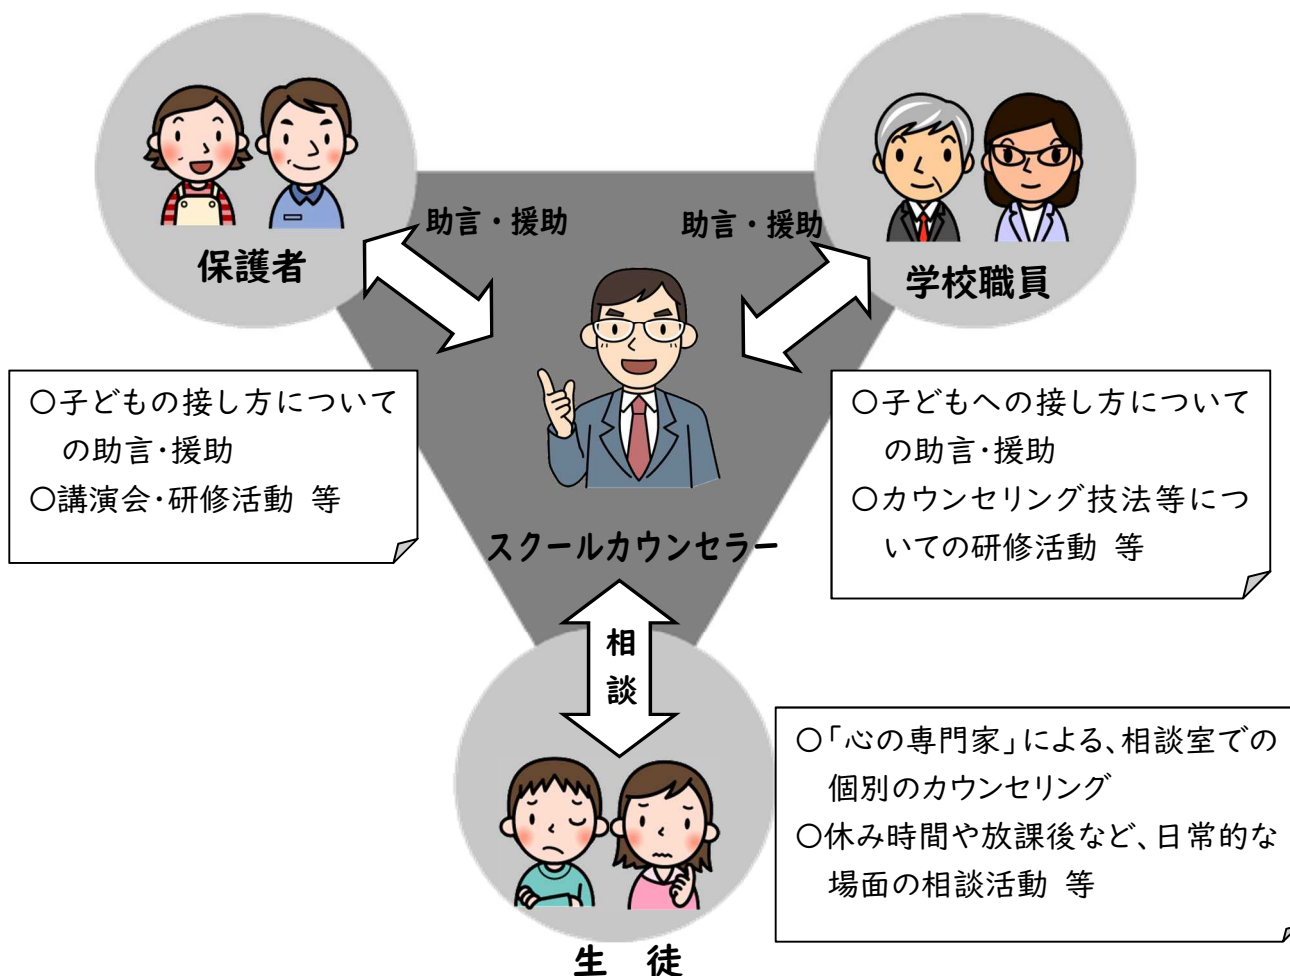 助言・援助
助言・援助
保護者
学校職員
○子どもの接し方について
の助言・援助
○講演会・研修活動 等
○子どもへの接し方について
の助言・援助
○カウンセリング技法等につ
いての研修活動 等
スクールカウンセラー
相
談
○「心の専門家」による、相談室での
個別のカウンセリング
○休み時間や放課後など、日常的な
場面の相談活動 等
生 徒